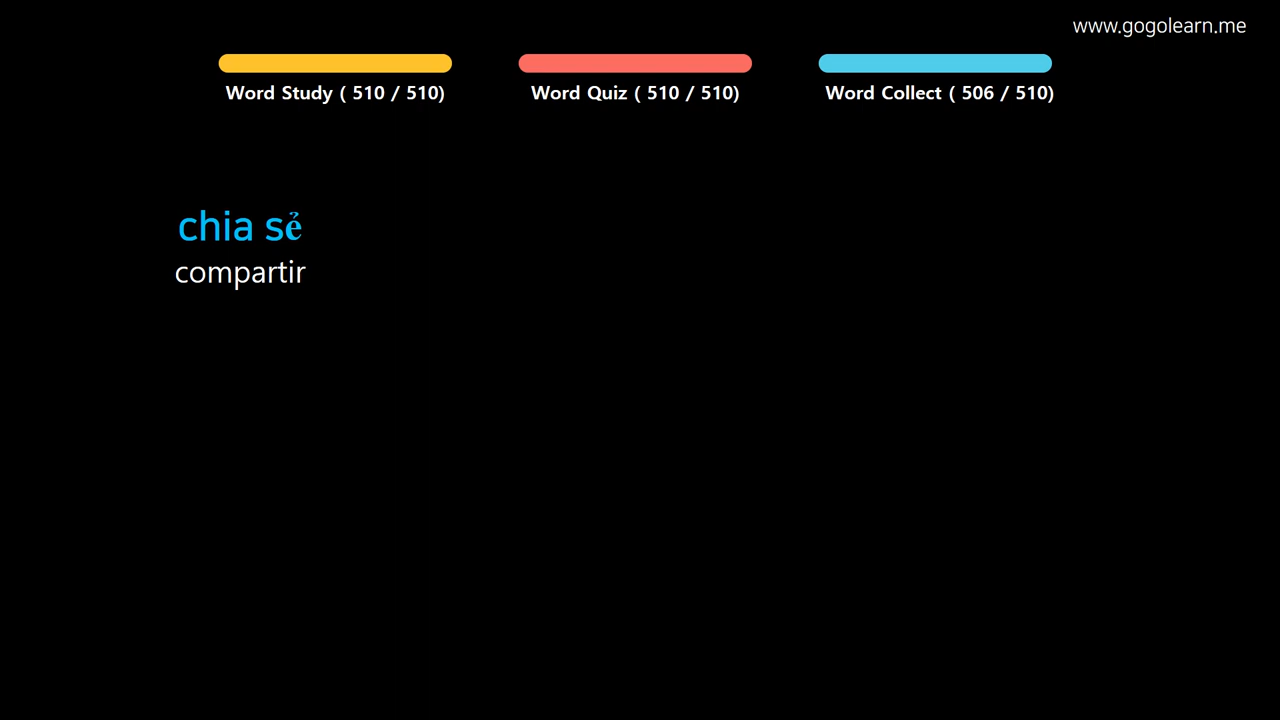 www.gogolearn.me
Word Study ( 510 / 510)
Word Quiz ( 510 / 510)
Word Collect ( 506 / 510)
chia sẻ
compartir